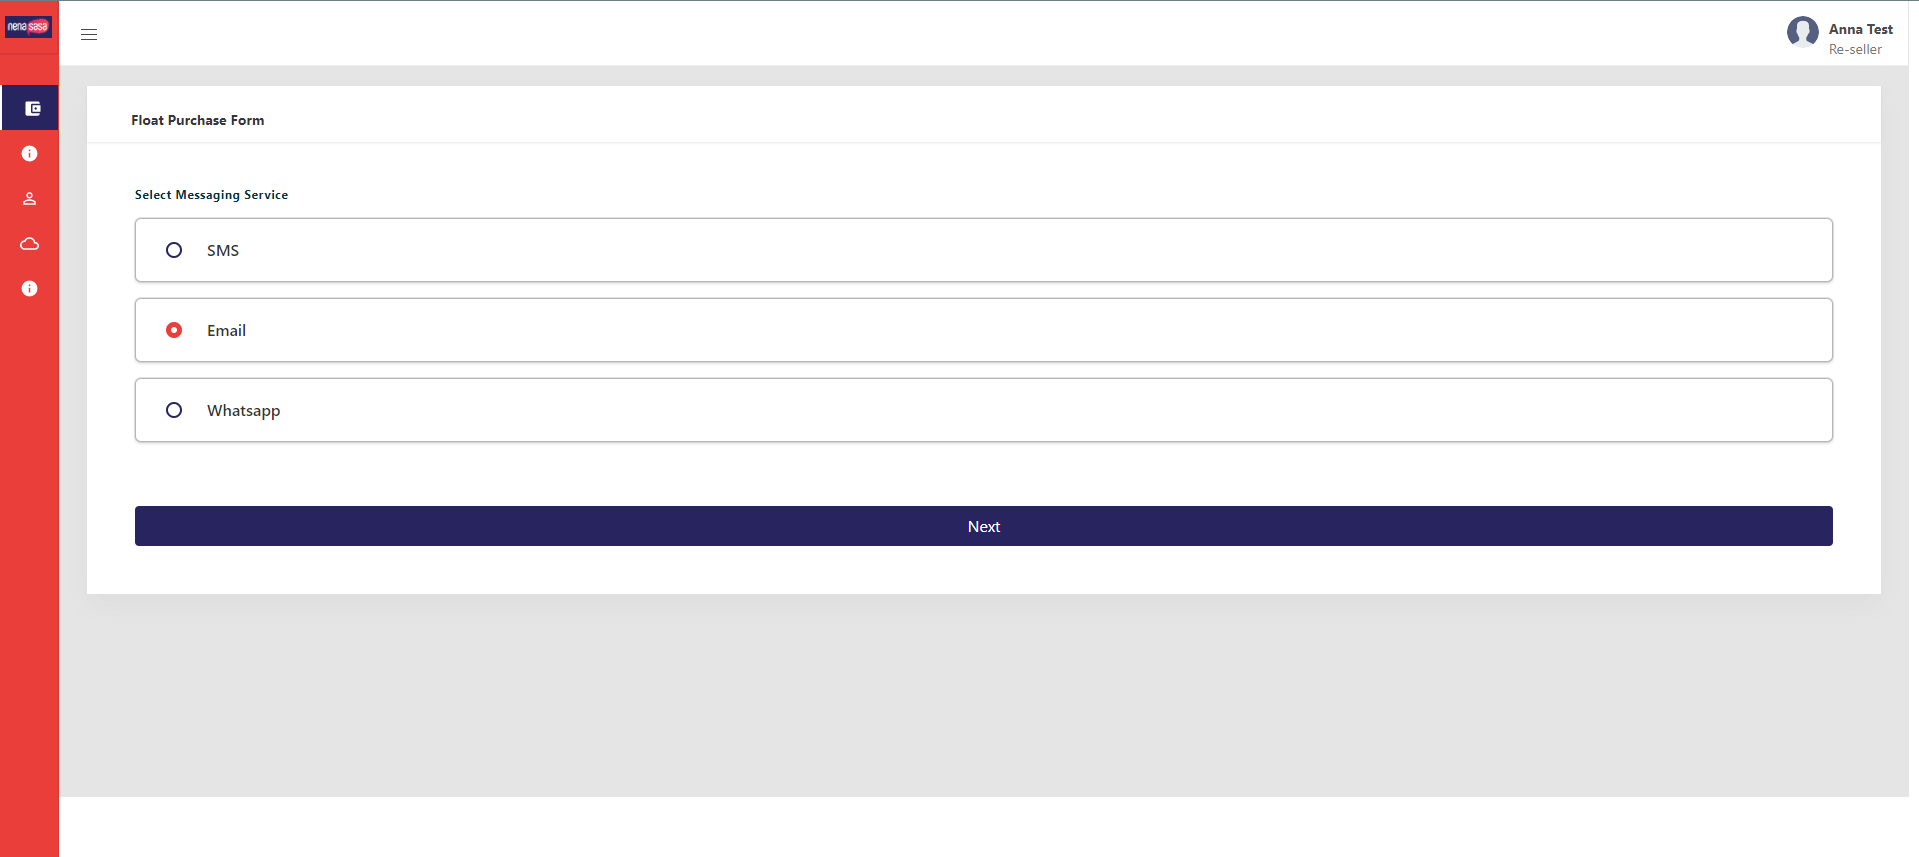 nena sasa
Anna Test
Re-seller
Float Purchase Form
Select Messaging Service
SMS
Email
Whatsapp
Next